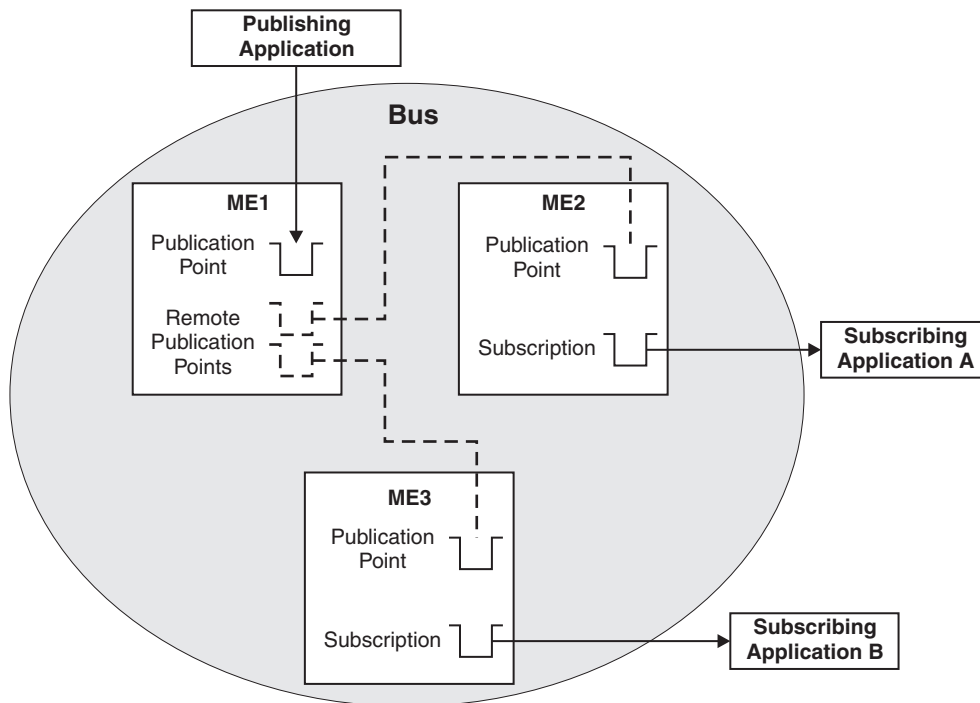 Publishing
Application
Bus
ME1
Publication
Point
Remote
Publication
Points
ME2
Publication
Point
Subscription
Subscribing
Application A
ME3
Publication
Point
Subscription
Subscribing
Application B